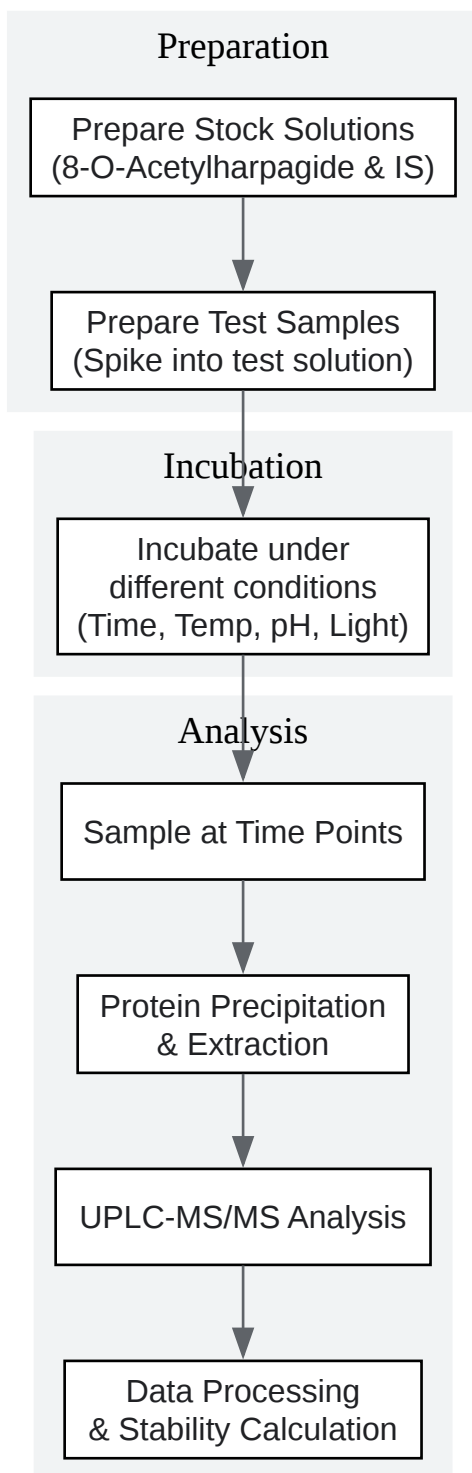 Preparation
Prepare Stock Solutions
(8-O-Acetylharpagide & IS)
Prepare Test Samples
(Spike into test solution)
Incubation
Incubate under
different conditions
(Time, Temp, pH, Light)
Analysis
Sample at Time Points
Protein Precipitation
& Extraction
UPLC-MS/MS Analysis
Data Processing
& Stability Calculation